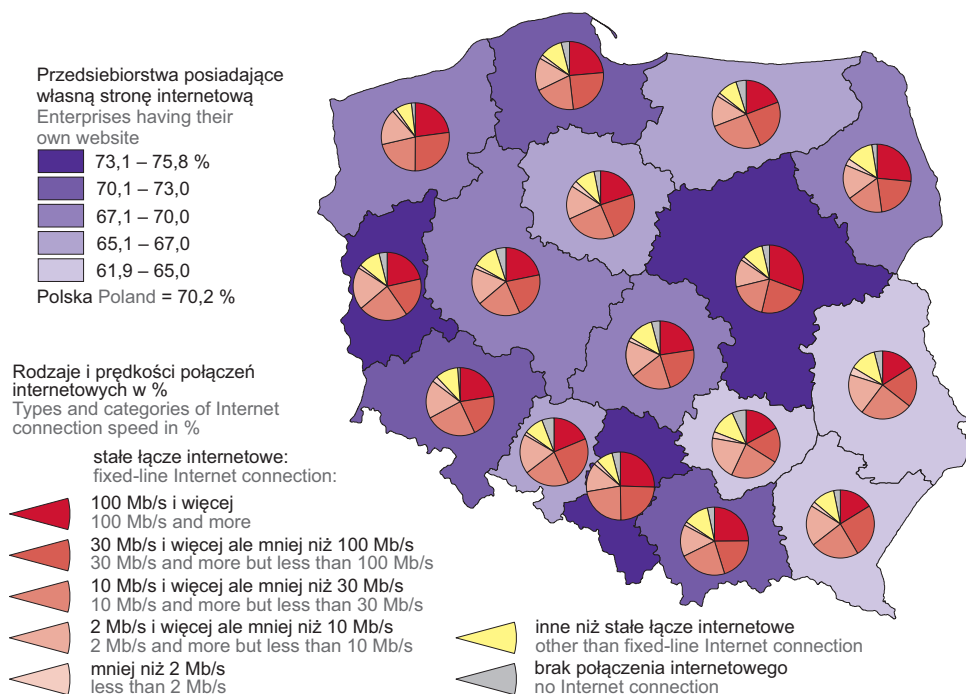 Przedsiebiorstwa posiadające
własną stronę internetową
Enterprises having their
own website
73,1 – 75,8 %
70,1 – 73,0
67,1 – 70,0
65,1 – 67,0
61,9 – 65,0
Polska Poland = 70,2 %
Rodzaje i prędkości połączeń
internetowych w %
Types and categories of Internet
connection speed in %
stałe łącze internetowe:
fixed-line Internet connection:
100 Mb/s i więcej
100 Mb/s and more
30 Mb/s i więcej ale mniej niż 100 Mb/s
30 Mb/s and more but less than 100 Mb/s
10 Mb/s i więcej ale mniej niż 30 Mb/s
10 Mb/s and more but less than 30 Mb/s
2 Mb/s i więcej ale mniej niż 10 Mb/s
2 Mb/s and more but less than 10 Mb/s
mniej niż 2 Mb/s
less than 2 Mb/s
inne niż stałe łącze internetowe
other than fixed-line Internet connection
brak połączenia internetowego
no Internet connection